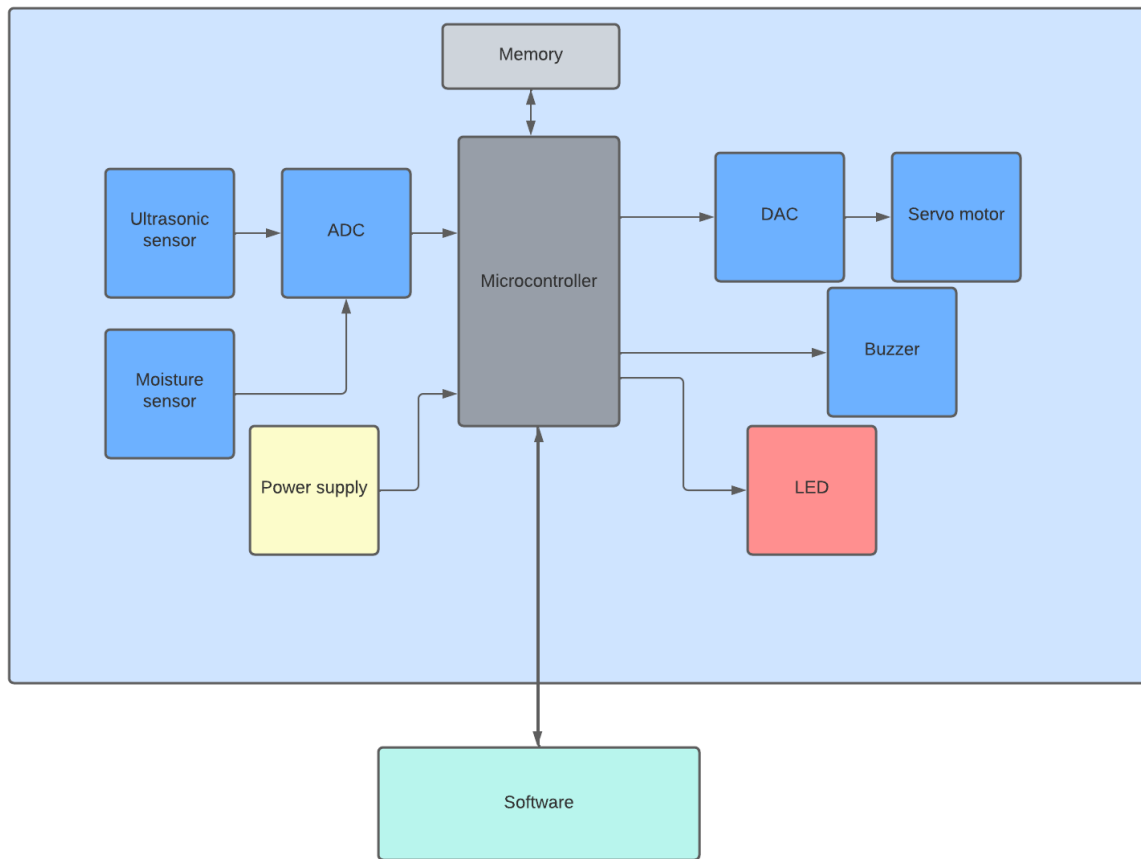 Memory
Ultrasonic
sensor
ADC
Microcontroller
DAC
Servo motor
Buzzer
Moisture
sensor
Power supply
LED
Software